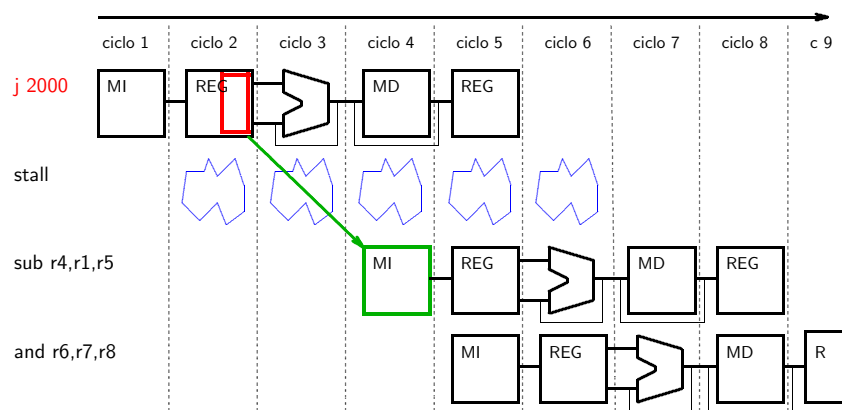 ciclo 1 ciclo 2 ciclo 3 ciclo 4 ciclo 5 ciclo 6 ciclo 7 ciclo 8 c 9
j 2000 MI REG MD REG
stall
sub r4,r1,r5 MI REG MD REG
and r6,r7,r8 MI REG MD R